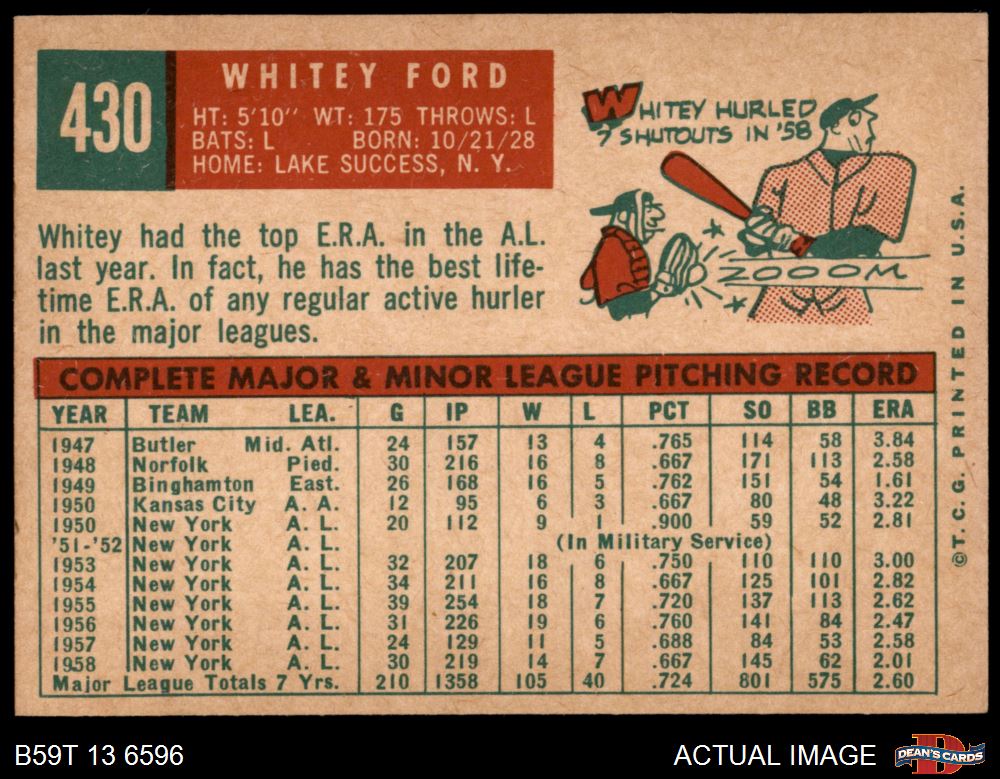 430
WHITEY FORD
HT: 5'10" WT: 175 THROWS: L
BATS: L BORN: 10/21/28
HOME: LAKE SUCCESS, N. Y.
WHITEY HURLED
7 SHUTOUTS IN '58
ZOOOM
Whitey had the top E.R.A. in the A.L.
last year. In fact, he has the best life-
time E.R.A. of any regular active hurler
in the major leagues.
COMPLETE MAJOR & MINOR LEAGUE PITCHING RECORD
YEAR TEAM LEA. G IP W L PCT SO BB ERA
1947 Butler Mid. Atl. 24 157 13 4 .765 114 58 3.84
1948 Norfolk Pied. 30 216 16 8 .667 171 113 2.58
1949 Binghamton East. 26 168 16 5 .762 151 54 1.61
1950 Kansas City A. A. 12 95 6 3 .667 80 48 3.22
1950 New York A. L. 20 112 9 1 .900 59 52 2.81
'51-'52 New York A. L. (In Military Service)
1953 New York A. L. 32 207 18 6 .750 110 110 3.00
1954 New York A. L. 34 211 16 8 .667 125 101 2.82
1955 New York A. L. 39 254 18 7 .720 137 113 2.62
1956 New York A. L. 31 226 19 6 .760 141 84 2.47
1957 New York A. L. 24 129 11 5 .688 84 53 2.58
1958 New York A. L. 30 219 14 7 .667 145 62 2.01
Major League Totals 7 Yrs. 210 1358 105 40 .724 801 575 2.60
©T. C. G. PRINTED IN U.S.A.
B59T 13 6596
ACTUAL IMAGE
DEAN'S CARDS